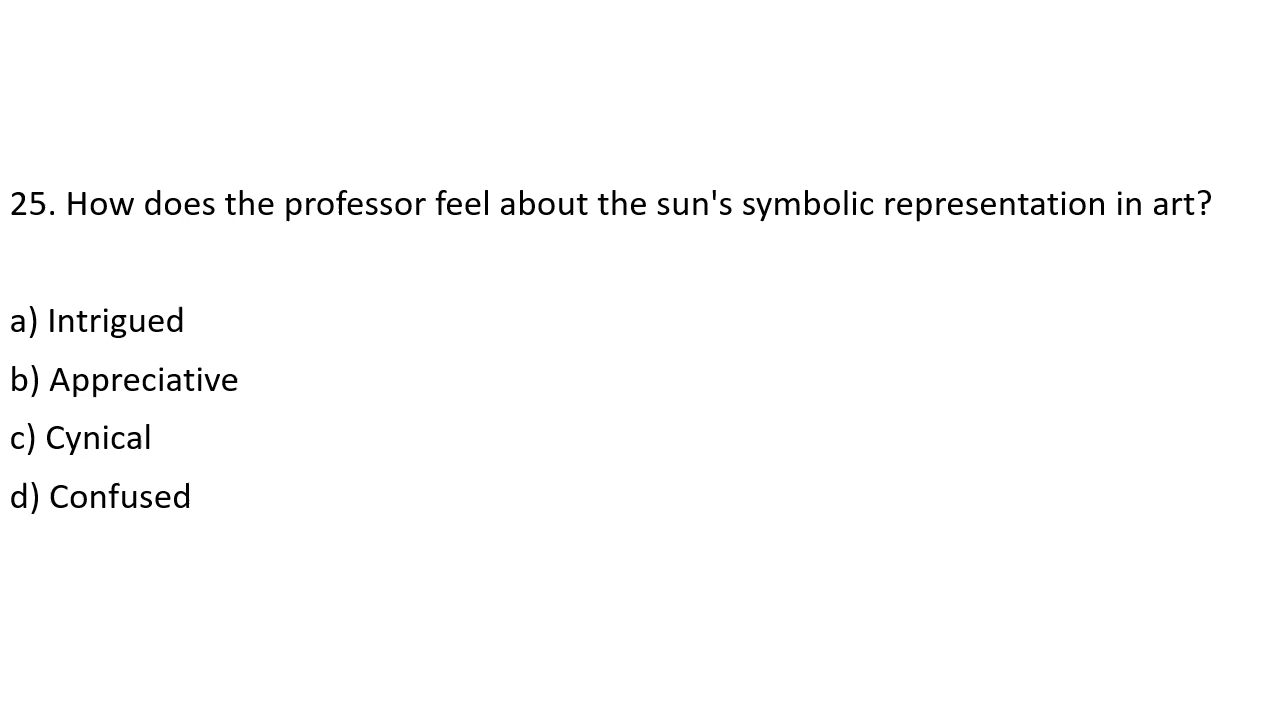 25. How does the professor feel about the sun's symbolic representation in art?
a) Intrigued
b) Appreciative
c) Cynical
d) Confused